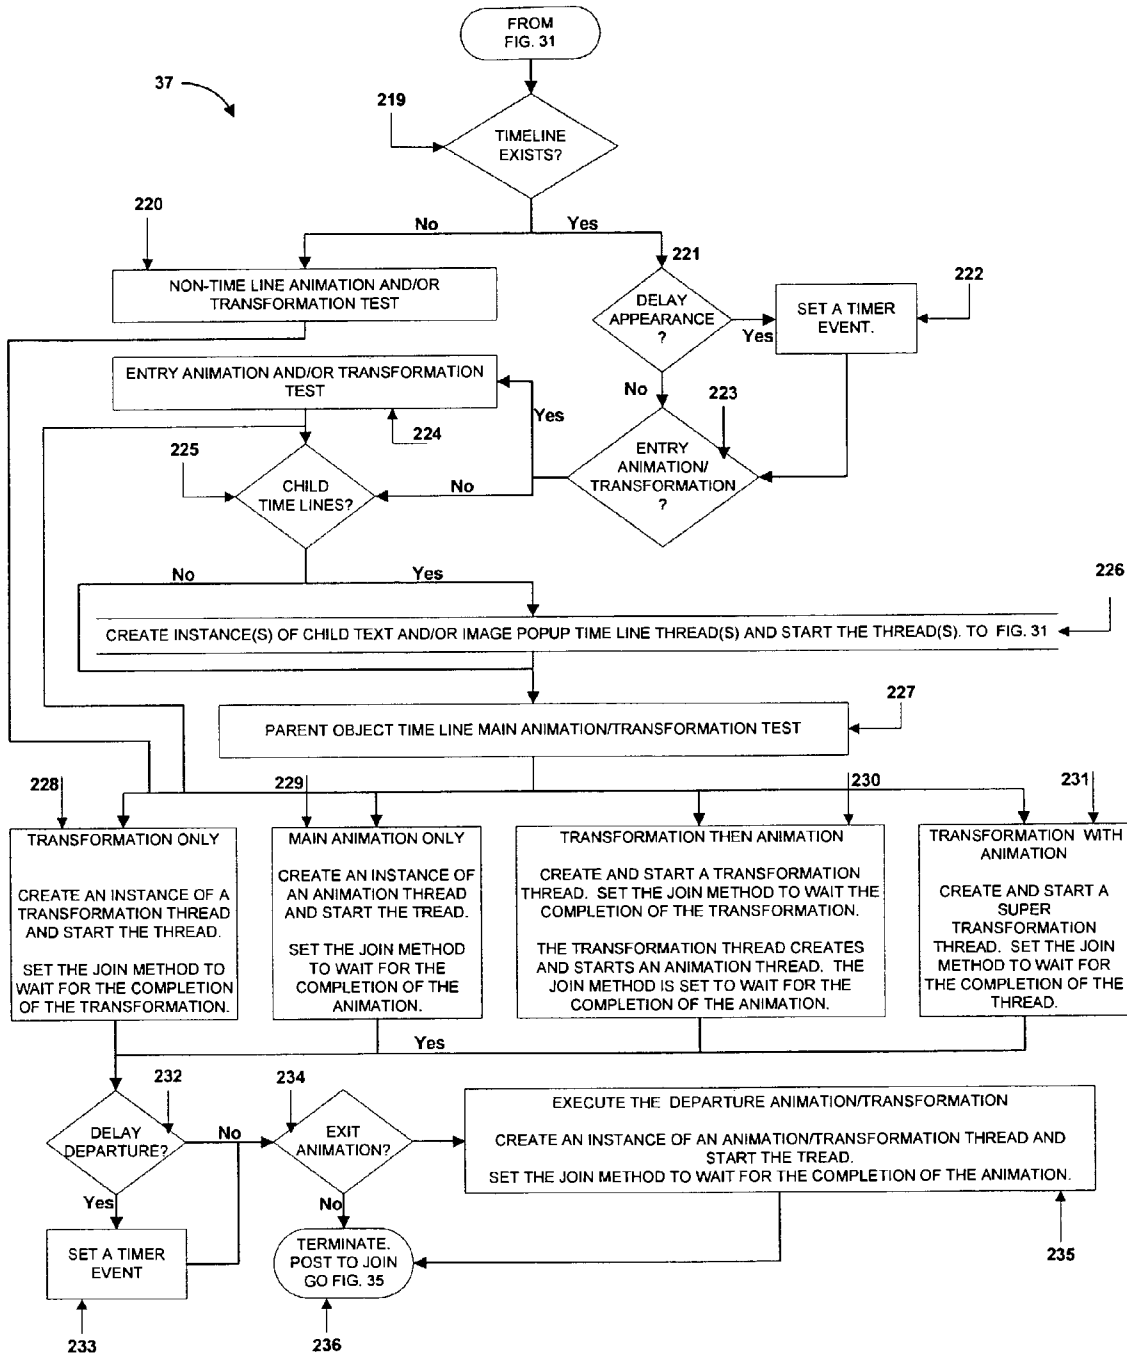 FROM
FIG. 31
37
219
TIMELINE
EXISTS?
220
No
Yes
221
222
NON-TIME LINE ANIMATION AND/OR
TRANSFORMATION TEST
DELAY
APPEARANCE
?
Yes
SET A TIMER
EVENT.
ENTRY ANIMATION AND/OR TRANSFORMATION
TEST
No
223
Yes
224
225
CHILD
TIME LINES?
No
ENTRY
ANIMATION/
TRANSFORMATION
?
No
Yes
226
CREATE INSTANCE(S) OF CHILD TEXT AND/OR IMAGE POPUP TIME LINE THREAD(S) AND START THE THREAD(S). TO FIG. 31
227
PARENT OBJECT TIME LINE MAIN ANIMATION/TRANSFORMATION TEST
228
229
230
231
TRANSFORMATION ONLY
CREATE AN INSTANCE OF A
TRANSFORMATION THREAD
AND START THE THREAD.
SET THE JOIN METHOD TO
WAIT FOR THE COMPLETION
OF THE TRANSFORMATION.
MAIN ANIMATION ONLY
CREATE AN INSTANCE OF
AN ANIMATION THREAD
AND START THE TREAD.
SET THE JOIN METHOD
TO WAIT FOR THE
COMPLETION OF THE
ANIMATION.
TRANSFORMATION THEN ANIMATION
CREATE AND START A TRANSFORMATION
THREAD. SET THE JOIN METHOD TO WAIT THE
COMPLETION OF THE TRANSFORMATION.
THE TRANSFORMATION THREAD CREATES
AND STARTS AN ANIMATION THREAD. THE
JOIN METHOD IS SET TO WAIT FOR THE
COMPLETION OF THE ANIMATION.
TRANSFORMATION WITH
ANIMATION
CREATE AND START A
SUPER
TRANSFORMATION
THREAD. SET THE JOIN
METHOD TO WAIT FOR
THE COMPLETION OF THE
THREAD.
Yes
232
234
DELAY
DEPARTURE?
No
EXIT
ANIMATION?
EXECUTE THE DEPARTURE ANIMATION/TRANSFORMATION
CREATE AN INSTANCE OF AN ANIMATION/TRANSFORMATION THREAD AND
START THE TREAD.
SET THE JOIN METHOD TO WAIT FOR THE COMPLETION OF THE ANIMATION.
Yes
No
SET A TIMER
EVENT
TERMINATE.
POST TO JOIN
GO FIG. 35
235
233
236